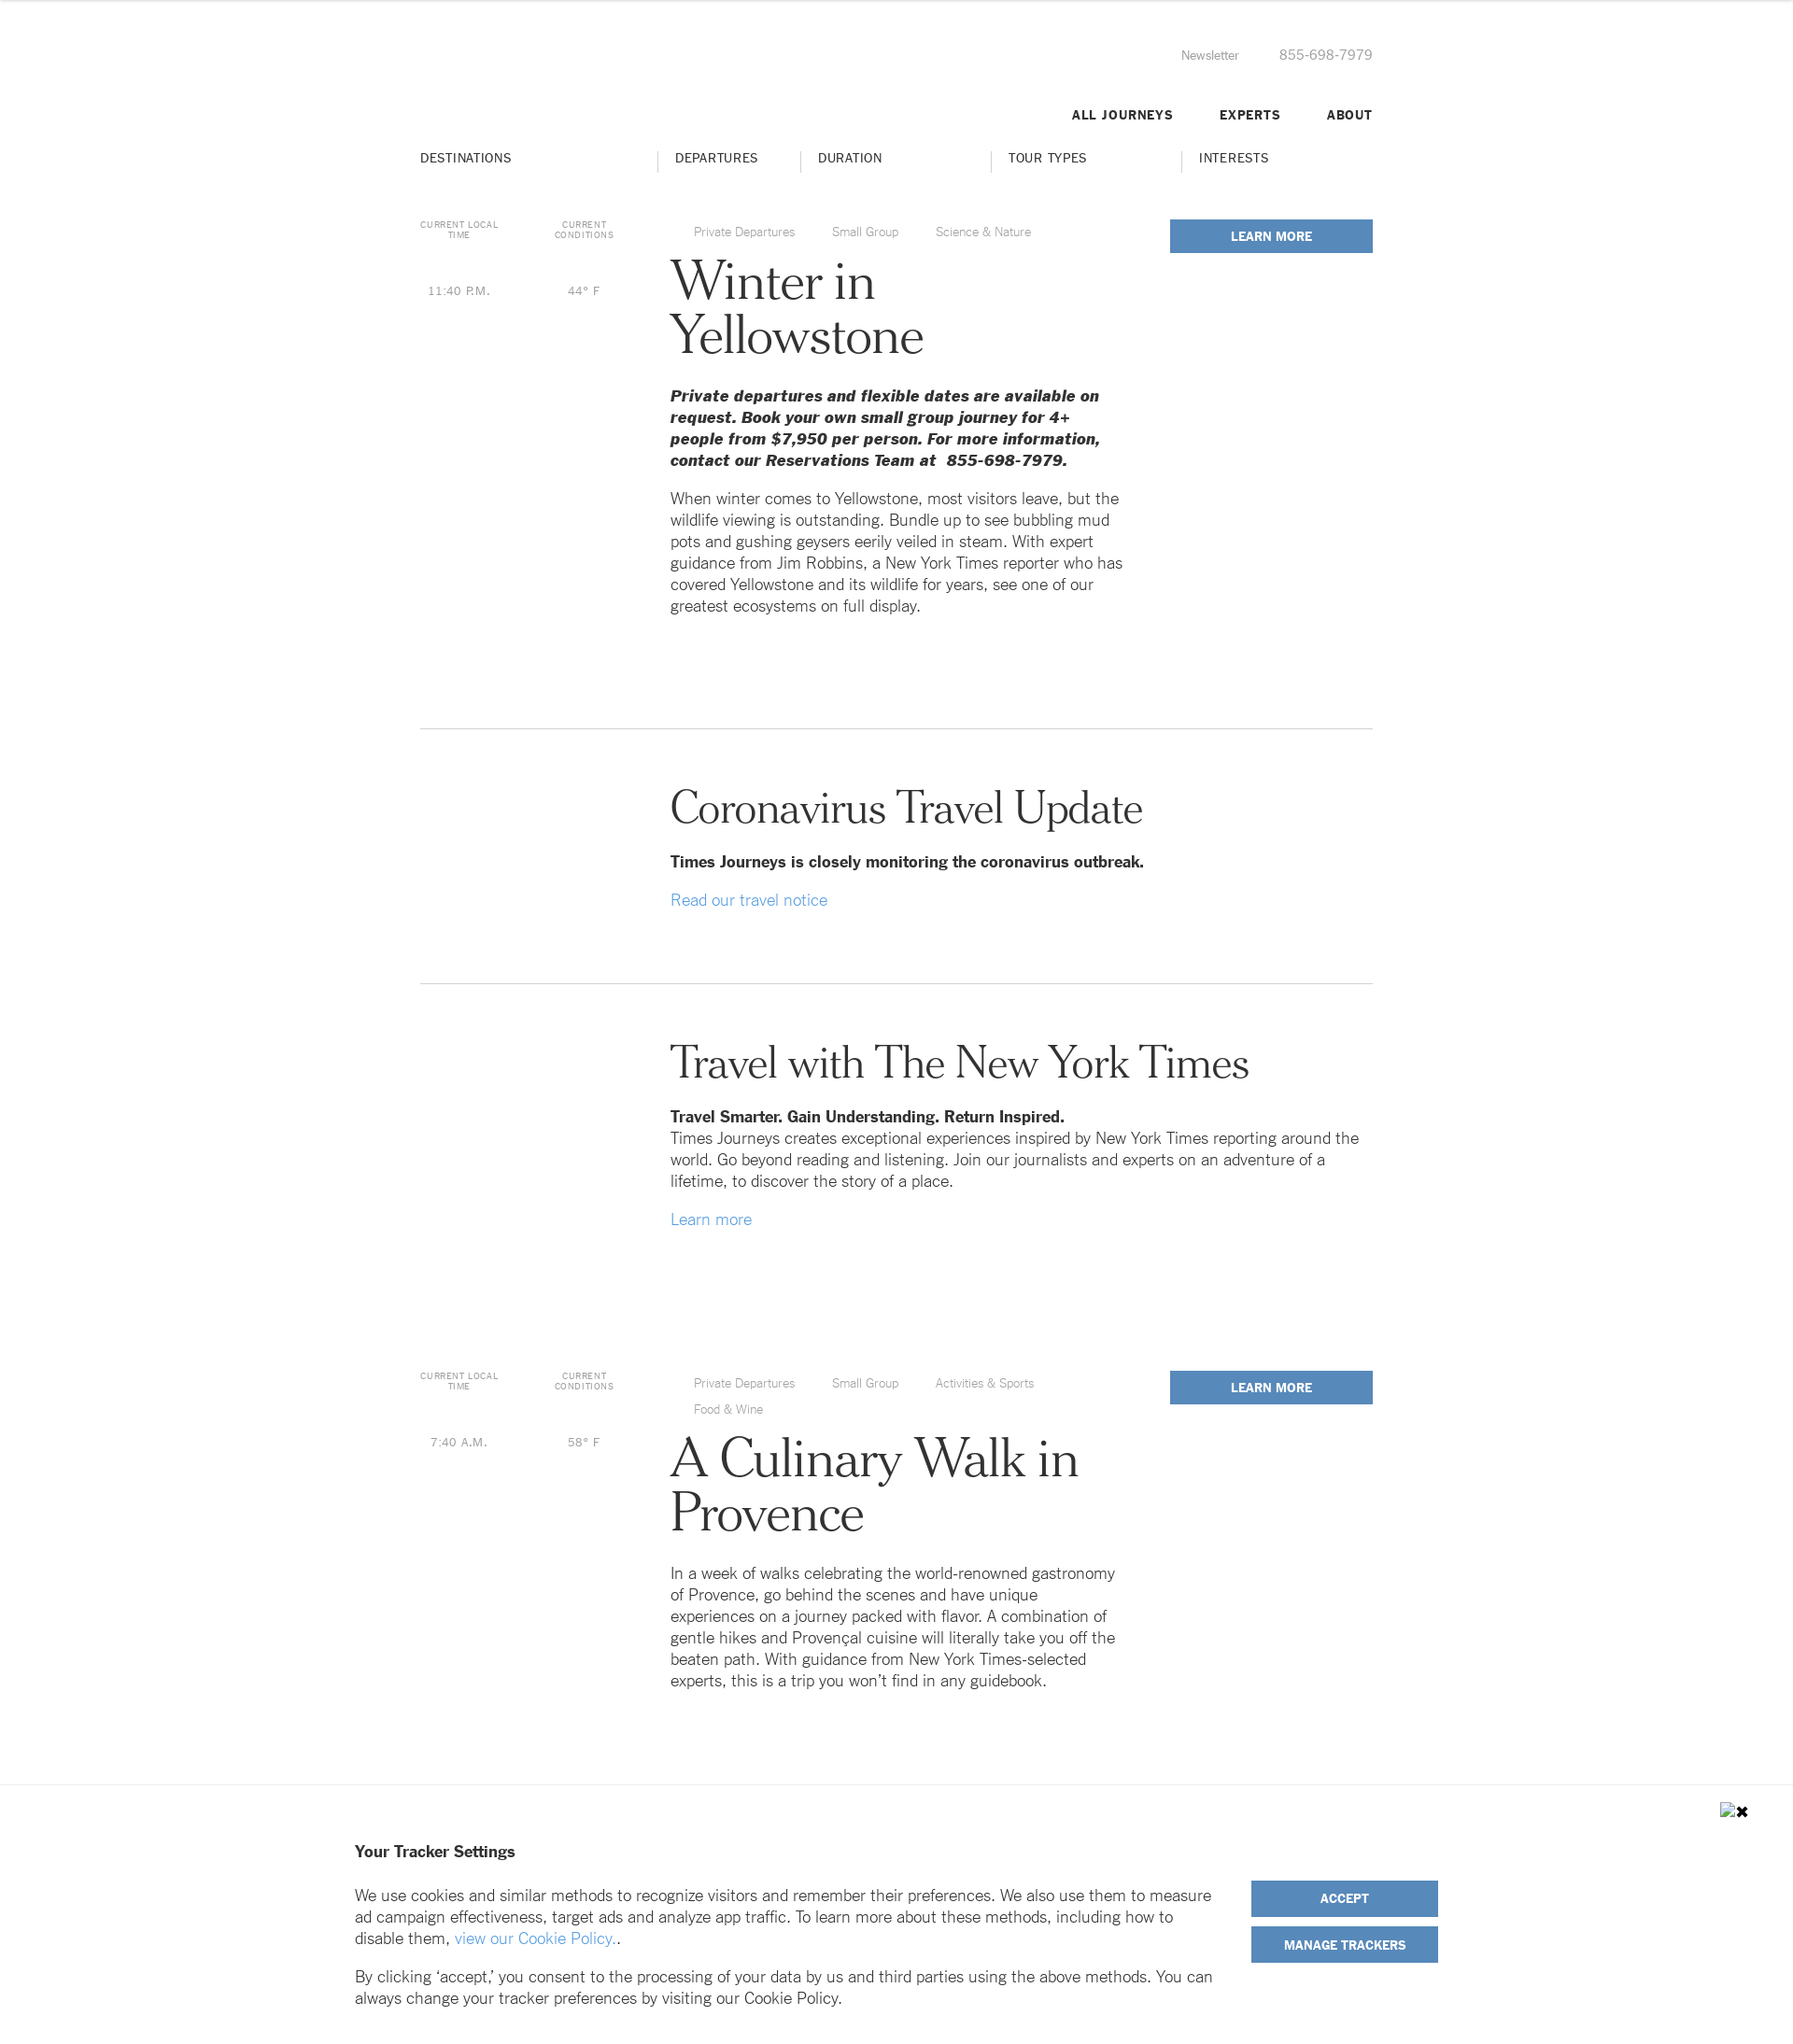 Newsletter 855-698-7979
ALL JOURNEYS EXPERTS ABOUT
DESTINATIONS DEPARTURES DURATION TOUR TYPES INTERESTS
CURRENT LOCAL
TIME
11:40 P.M.
CURRENT
CONDITIONS
44° F
Private Departures Small Group Science & Nature
LEARN MORE
Winter in
Yellowstone
Private departures and flexible dates are available on
request. Book your own small group journey for 4+
people from $7,950 per person. For more information,
contact our Reservations Team at 855-698-7979.
When winter comes to Yellowstone, most visitors leave, but the
wildlife viewing is outstanding. Bundle up to see bubbling mud
pots and gushing geysers eerily veiled in steam. With expert
guidance from Jim Robbins, a New York Times reporter who has
covered Yellowstone and its wildlife for years, see one of our
greatest ecosystems on full display.
Coronavirus Travel Update
Times Journeys is closely monitoring the coronavirus outbreak.
Read our travel notice
Travel with The New York Times
Travel Smarter. Gain Understanding. Return Inspired.
Times Journeys creates exceptional experiences inspired by New York Times reporting around the
world. Go beyond reading and listening. Join our journalists and experts on an adventure of a
lifetime, to discover the story of a place.
Learn more
CURRENT LOCAL
TIME
7:40 A.M.
CURRENT
CONDITIONS
58° F
Private Departures Small Group Activities & Sports
Food & Wine
LEARN MORE
A Culinary Walk in
Provence
In a week of walks celebrating the world-renowned gastronomy
of Provence, go behind the scenes and have unique
experiences on a journey packed with flavor. A combination of
gentle hikes and Provençal cuisine will literally take you off the
beaten path. With guidance from New York Times-selected
experts, this is a trip you won’t find in any guidebook.
✖
Your Tracker Settings
We use cookies and similar methods to recognize visitors and remember their preferences. We also use them to measure
ad campaign effectiveness, target ads and analyze app traffic. To learn more about these methods, including how to
disable them, view our Cookie Policy..
By clicking ‘accept,’ you consent to the processing of your data by us and third parties using the above methods. You can
always change your tracker preferences by visiting our Cookie Policy.
ACCEPT
MANAGE TRACKERS